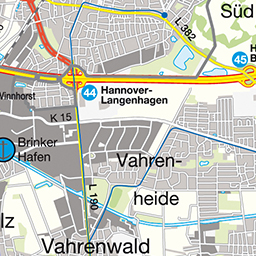 Süd
L 382
H
B
45
44
Hannover-
Langenhagen
Vinnhorst
K 15
Brinker
Hafen
Vahren-
heide
L 190
lz
Vahrenwald